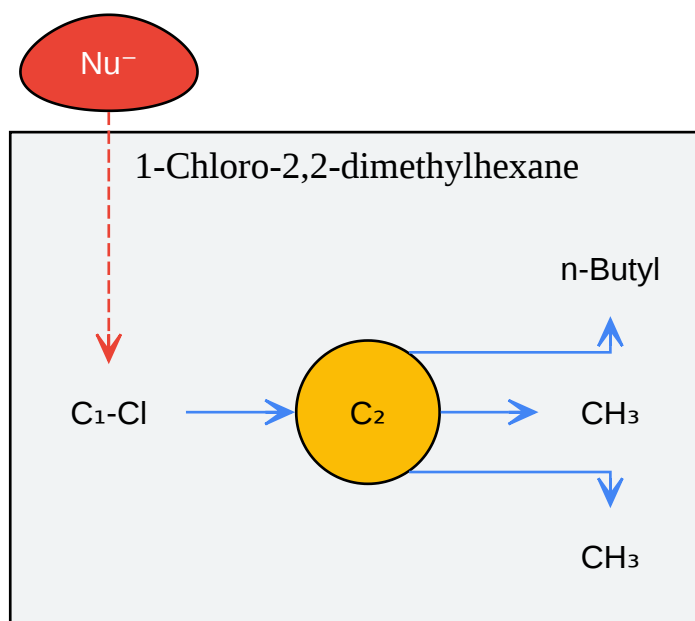 Nu⁻
1-Chloro-2,2-dimethylhexane
n-Butyl
C₁-Cl
C₂
CH₃
CH₃